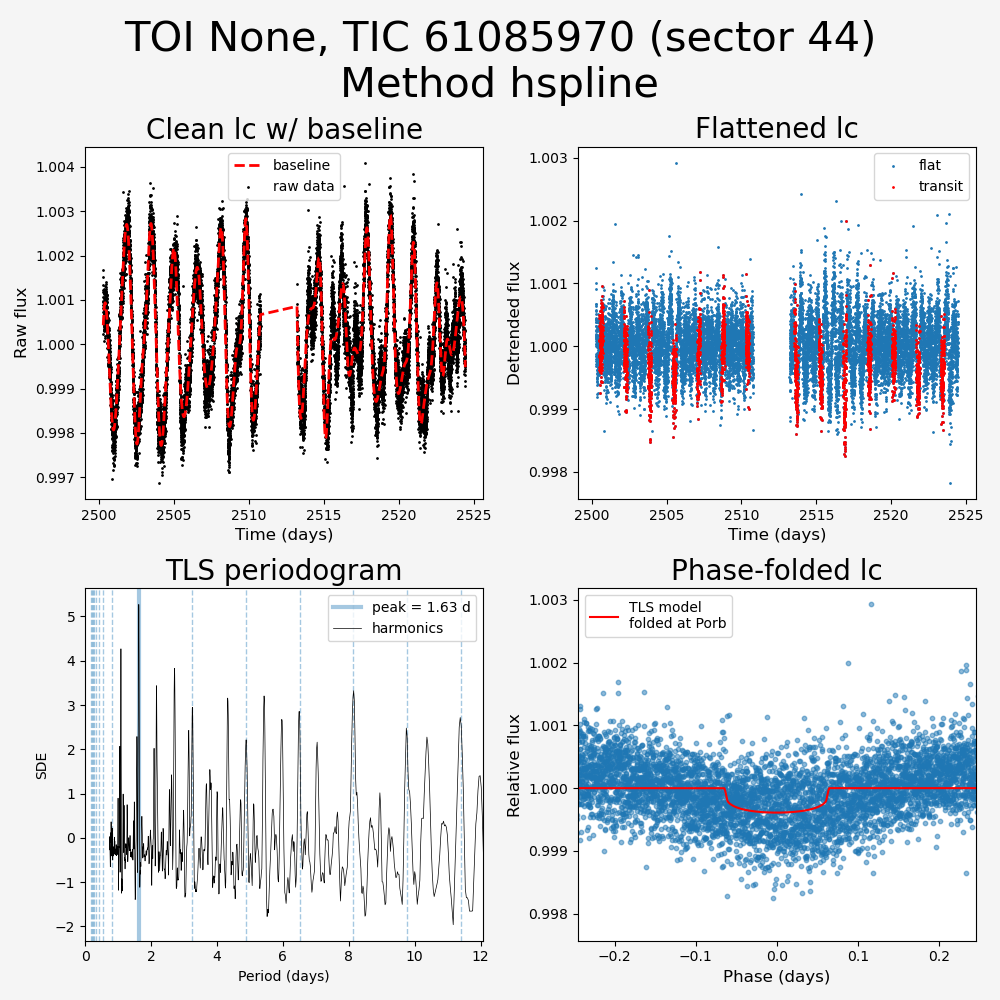 TOI None, TIC 61085970 (sector 44)
Method hspline
Clean lc w/ baseline
baseline
raw data
Raw flux
1.004
1.003
1.002
1.001
1.000
0.999
0.998
0.997
2500
2505
2510
2515
2520
2525
Time (days)
Flattened lc
flat
transit
Detrended flux
1.003
1.002
1.001
1.000
0.999
0.998
2500
2505
2510
2515
2520
2525
Time (days)
TLS periodogram
peak = 1.63 d
harmonics
SDE
5
4
3
2
1
0
−1
−2
0
2
4
6
8
10
12
Period (days)
Phase-folded lc
TLS model
folded at Porb
Relative flux
1.003
1.002
1.001
1.000
0.999
0.998
−0.2
−0.1
0.0
0.1
0.2
Phase (days)